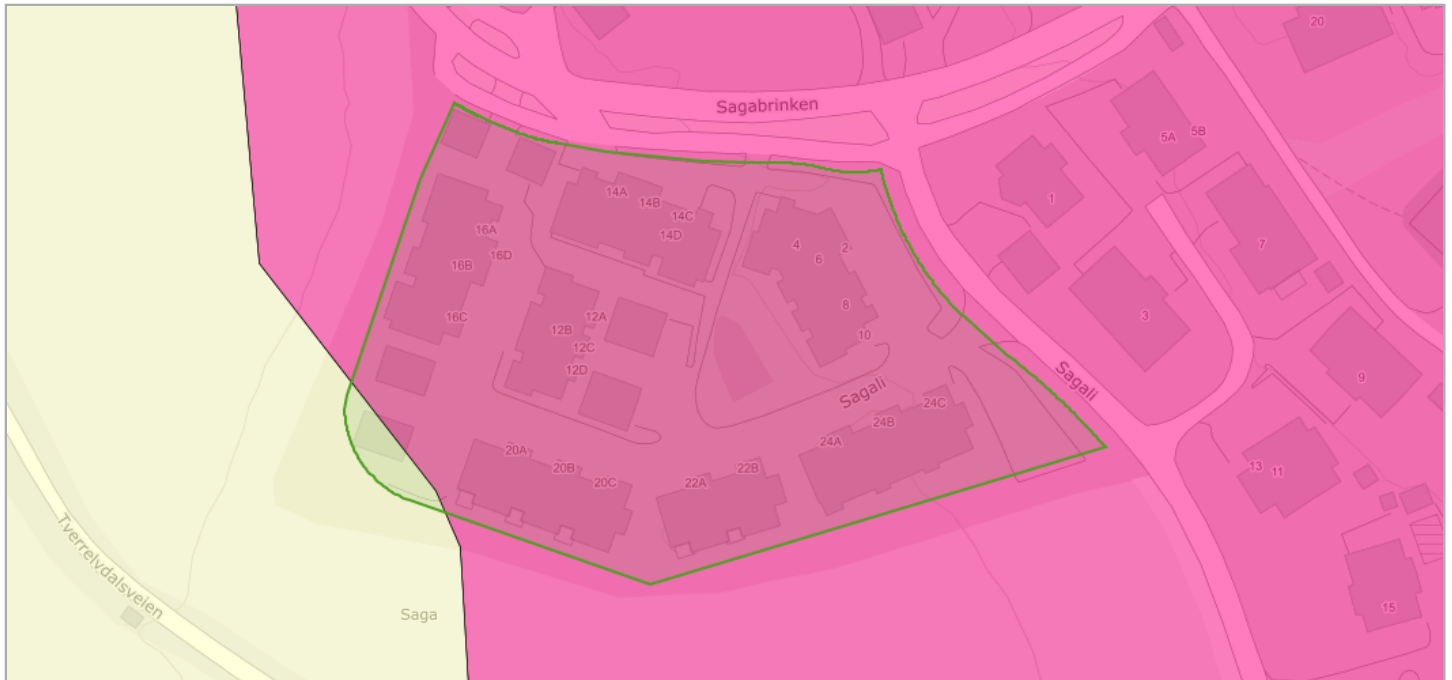 20
Sagabrinken
5A
5B
14A
14B
14C
14D
1
16A
16D
16B
16C
4
6
2
7
8
10
3
12A
12B
12C
12D
Sagali
Sagali
9
24C
24B
24A
20A
20B
20C
22A
22B
13
11
Tverrelvdalsveien
Saga
15